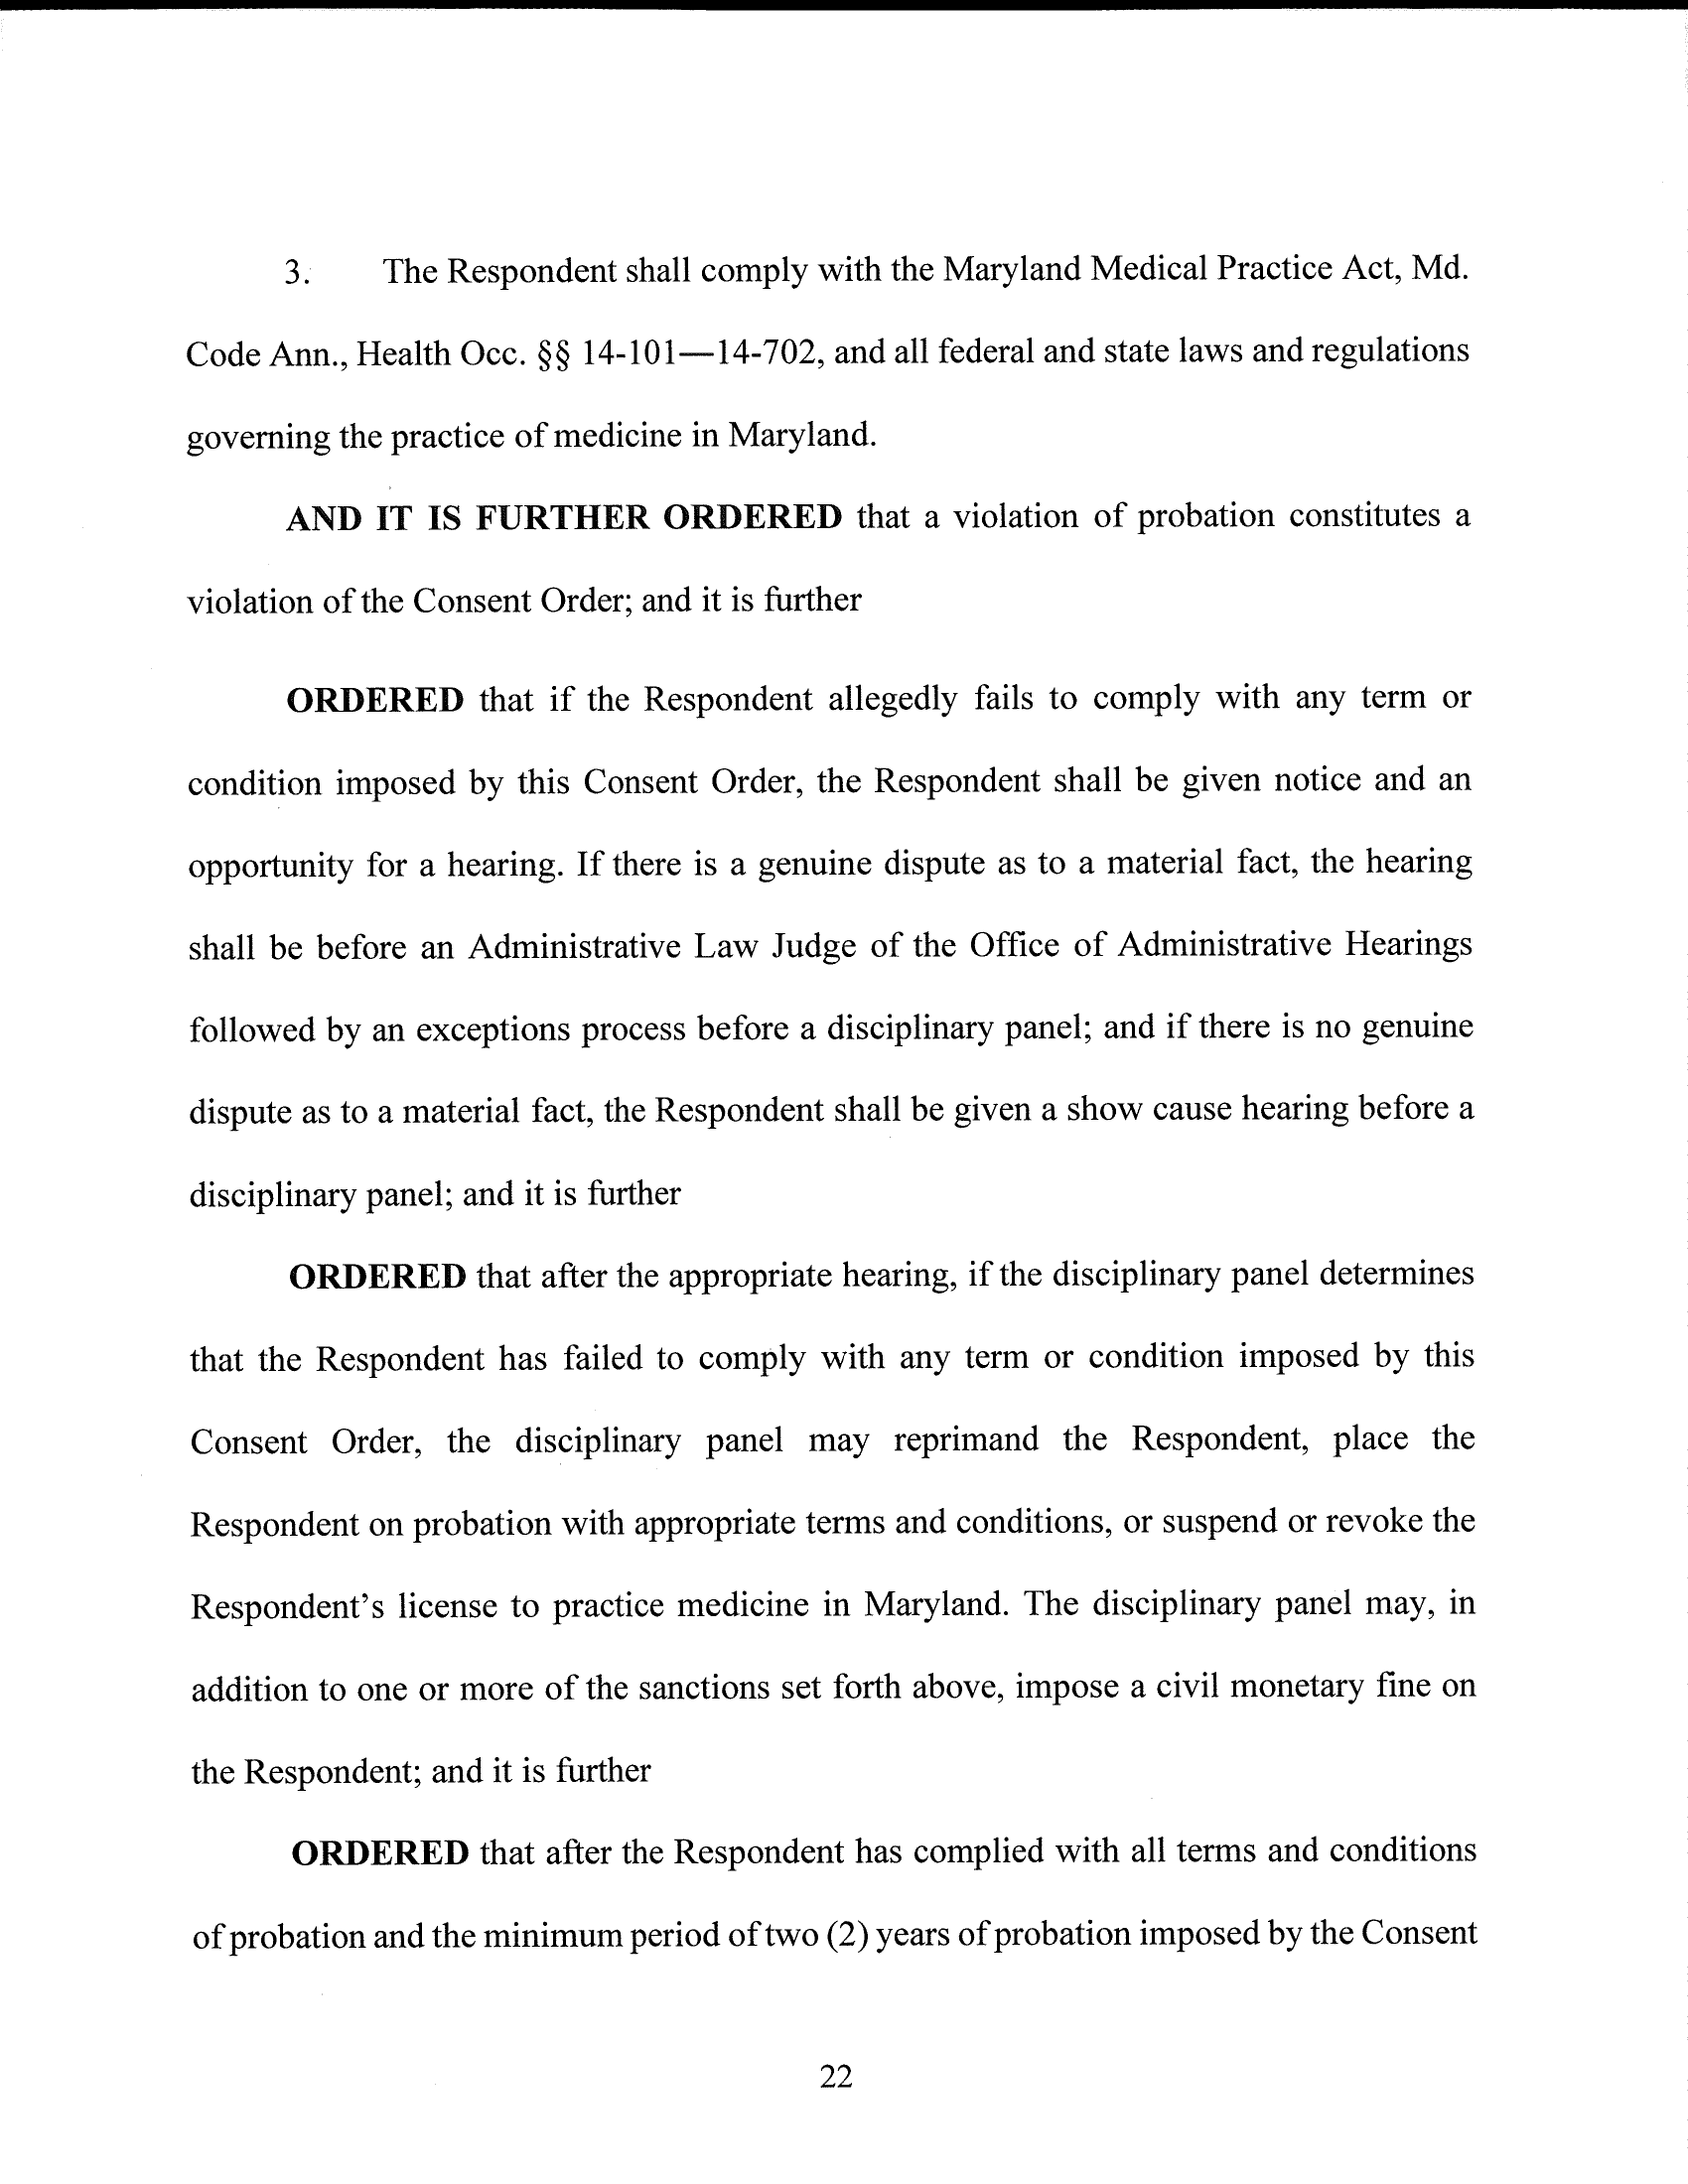 3. The Respondent shall comply with the Maryland Medical Practice Act, Md.
Code Ann., Health Occ. §§ 14-101—14-702, and all federal and state laws and regulations
governing the practice of medicine in Maryland.
AND IT IS FURTHER ORDERED that a violation of probation constitutes a
violation of the Consent Order; and it is further
ORDERED that if the Respondent allegedly fails to comply with any term or
condition imposed by this Consent Order, the Respondent shall be given notice and an
opportunity for a hearing. If there is a genuine dispute as to a material fact, the hearing
shall be before an Administrative Law Judge of the Office of Administrative Hearings
followed by an exceptions process before a disciplinary panel; and if there is no genuine
dispute as to a material fact, the Respondent shall be given a show cause hearing before a
disciplinary panel; and it is further
ORDERED that after the appropriate hearing, if the disciplinary panel determines
that the Respondent has failed to comply with any term or condition imposed by this
Consent Order, the disciplinary panel may reprimand the Respondent, place the
Respondent on probation with appropriate terms and conditions, or suspend or revoke the
Respondent's license to practice medicine in Maryland. The disciplinary panel may, in
addition to one or more of the sanctions set forth above, impose a civil monetary fine on
the Respondent; and it is further
ORDERED that after the Respondent has complied with all terms and conditions
of probation and the minimum period of two (2) years of probation imposed by the Consent
22